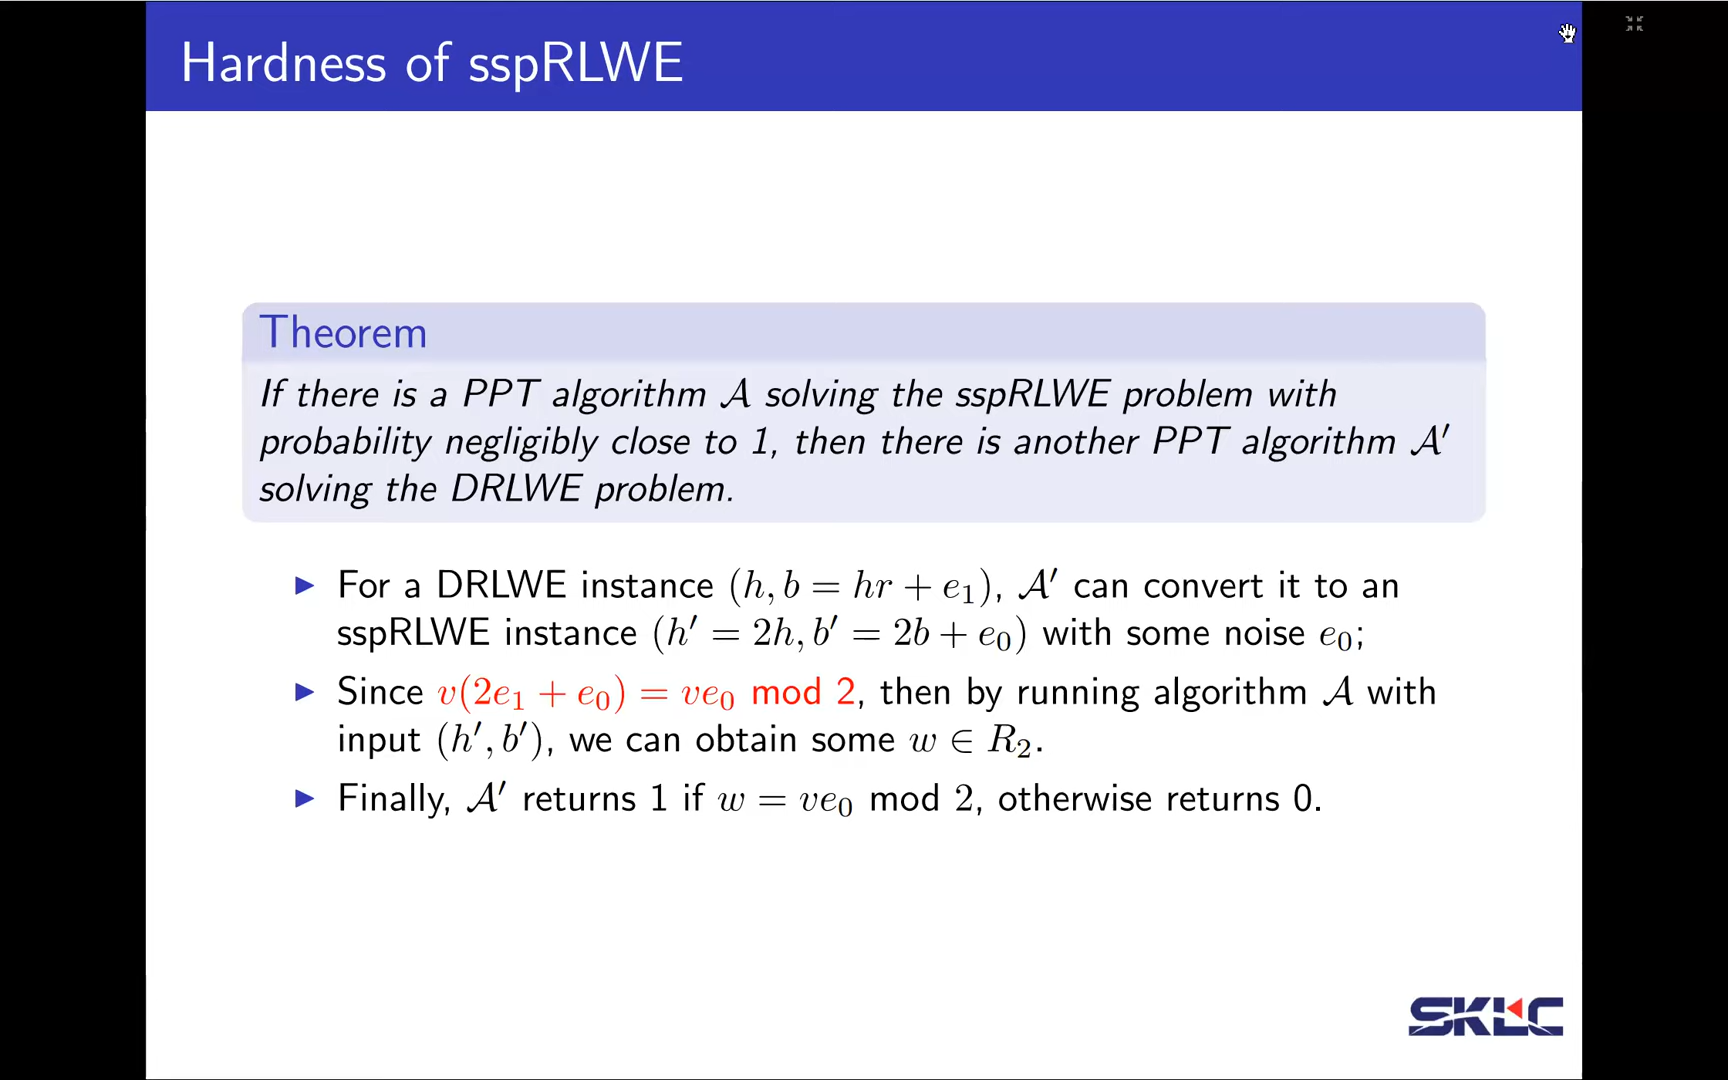 Hardness of sspRLWE
Theorem
If there is a PPT algorithm 𝒜 solving the sspRLWE problem with
probability negligibly close to 1, then there is another PPT algorithm 𝒜′
solving the DRLWE problem.
▶ For a DRLWE instance (h, b = hr + e₁), 𝒜′ can convert it to an
sspRLWE instance (h′ = 2h, b′ = 2b + e₀) with some noise e₀;
▶ Since v(2e₁ + e₀) = ve₀ mod 2, then by running algorithm 𝒜 with
input (h′, b′), we can obtain some w ∈ R₂.
▶ Finally, 𝒜′ returns 1 if w = ve₀ mod 2, otherwise returns 0.
SKLC